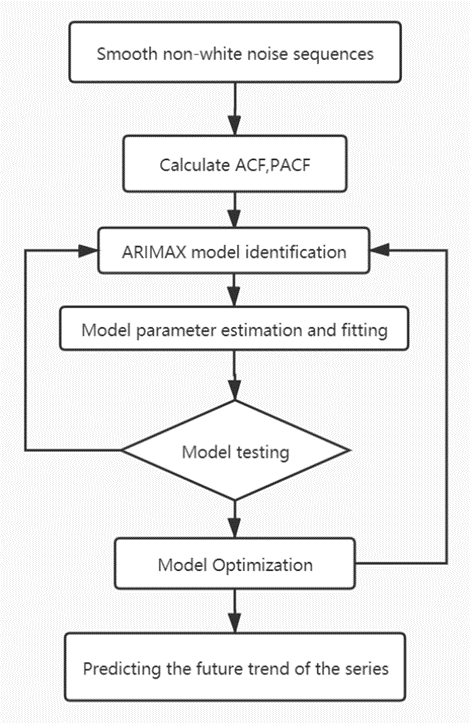 Smooth non-white noise sequences
Calculate ACF,PACF
ARIMAX model identification
Model parameter estimation and fitting
Model testing
Model Optimization
Predicting the future trend of the series